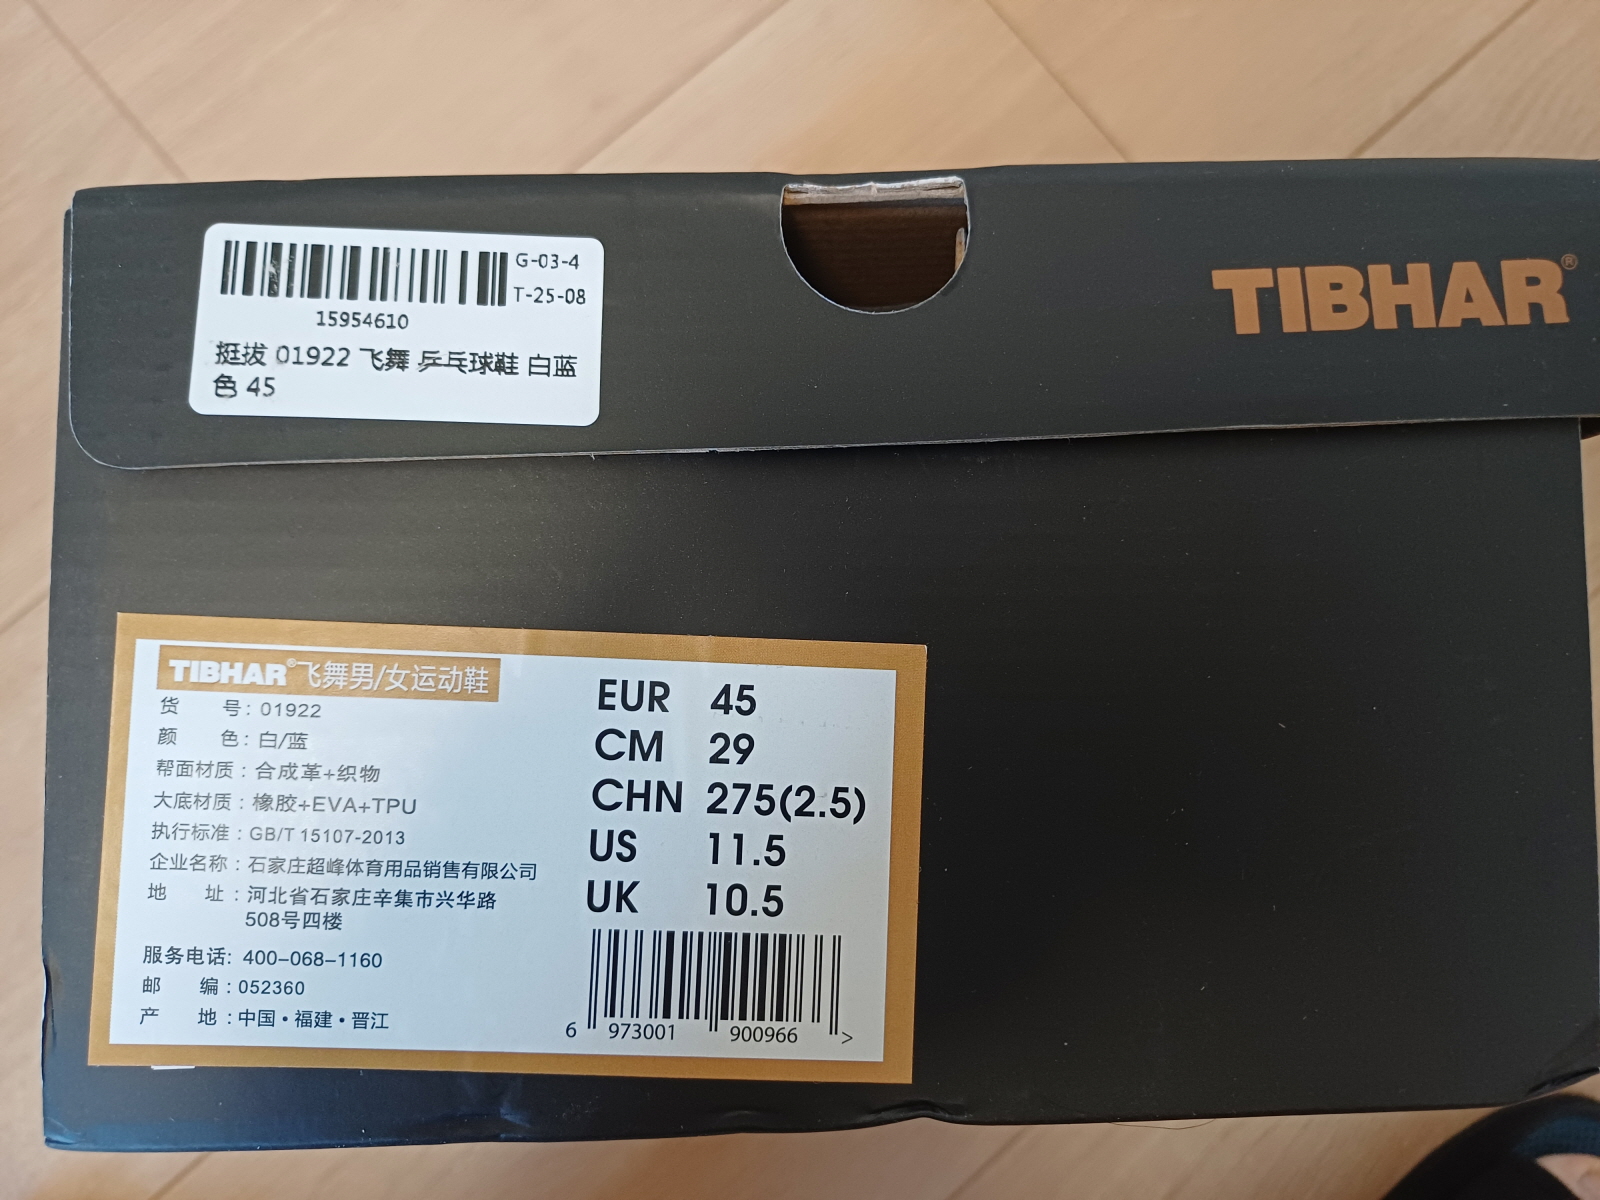 G-03-4
T-25-08
15954610
挺拔 01922 飞舞 乒乓球鞋 白蓝
色 45
TIBHAR®
TIBHAR®飞舞男/女运动鞋
货 号: 01922
颜 色: 白/蓝
帮面材质: 合成革+织物
大底材质: 橡胶+EVA+TPU
执行标准: GB/T 15107-2013
企业名称: 石家庄超峰体育用品销售有限公司
地 址: 河北省石家庄辛集市兴华路
508号四楼
服务电话: 400-068-1160
邮 编: 052360
产 地: 中国·福建·晋江
EUR 45
CM 29
CHN 275(2.5)
US 11.5
UK 10.5
6 973001 900966 >